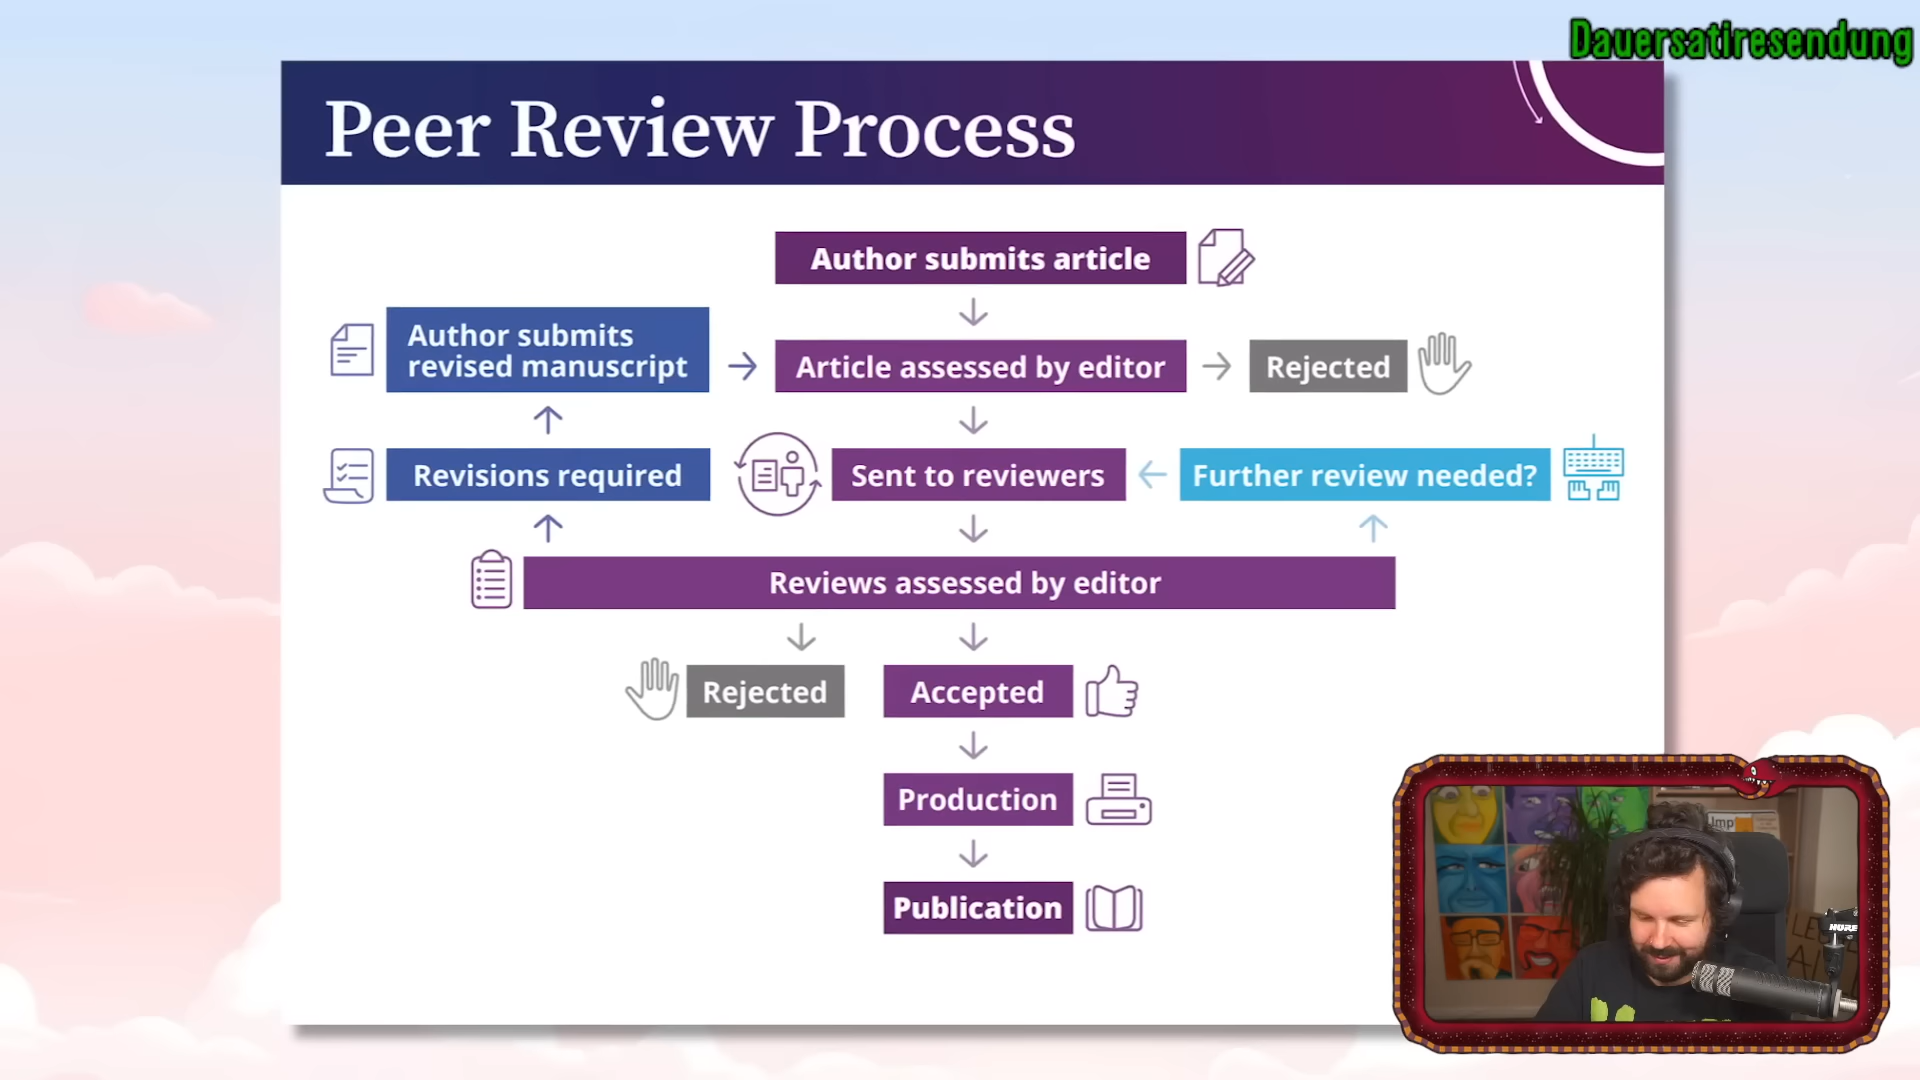 Dauersatiresendung
Peer Review Process
Author submits article
Author submits
revised manuscript
Article assessed by editor
Rejected
Revisions required
Sent to reviewers
Further review needed?
Reviews assessed by editor
Rejected
Accepted
Production
Publication